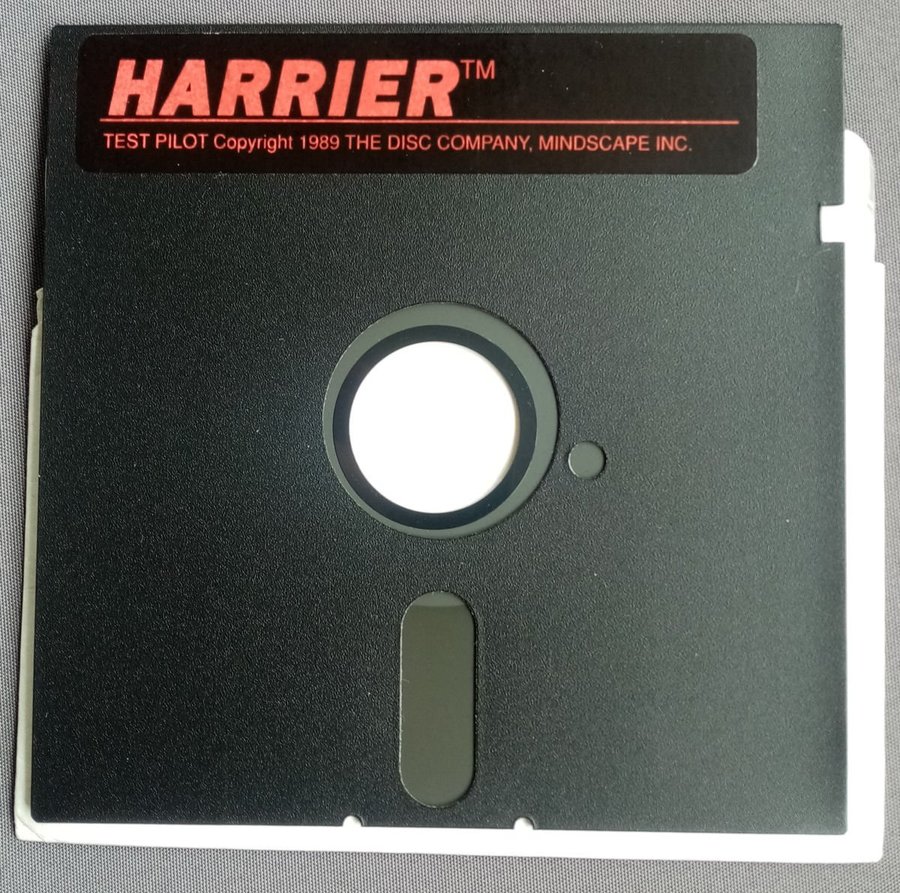 HARRIER™
TEST PILOT Copyright 1989 THE DISC COMPANY, MINDSCAPE INC.